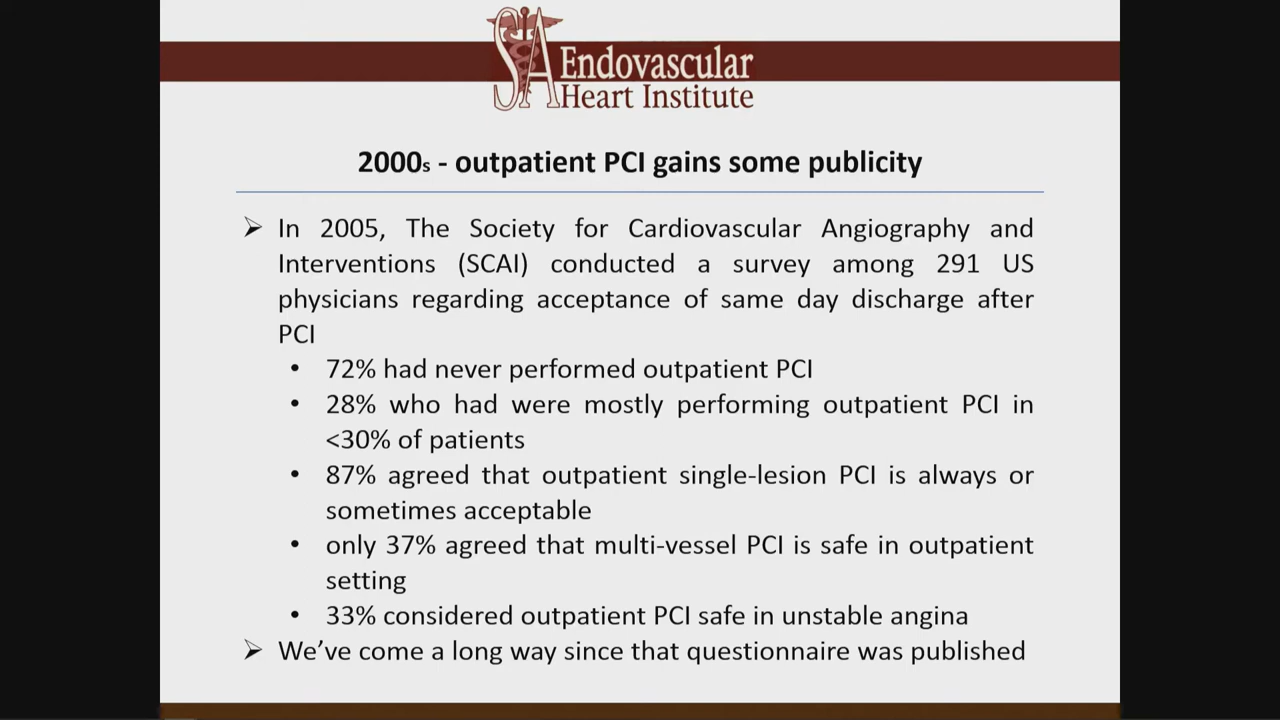 SA Endovascular
Heart Institute
2000s - outpatient PCI gains some publicity
➢ In 2005, The Society for Cardiovascular Angiography and
Interventions (SCAI) conducted a survey among 291 US
physicians regarding acceptance of same day discharge after
PCI
• 72% had never performed outpatient PCI
• 28% who had were mostly performing outpatient PCI in
<30% of patients
• 87% agreed that outpatient single-lesion PCI is always or
sometimes acceptable
• only 37% agreed that multi-vessel PCI is safe in outpatient
setting
• 33% considered outpatient PCI safe in unstable angina
➢ We’ve come a long way since that questionnaire was published